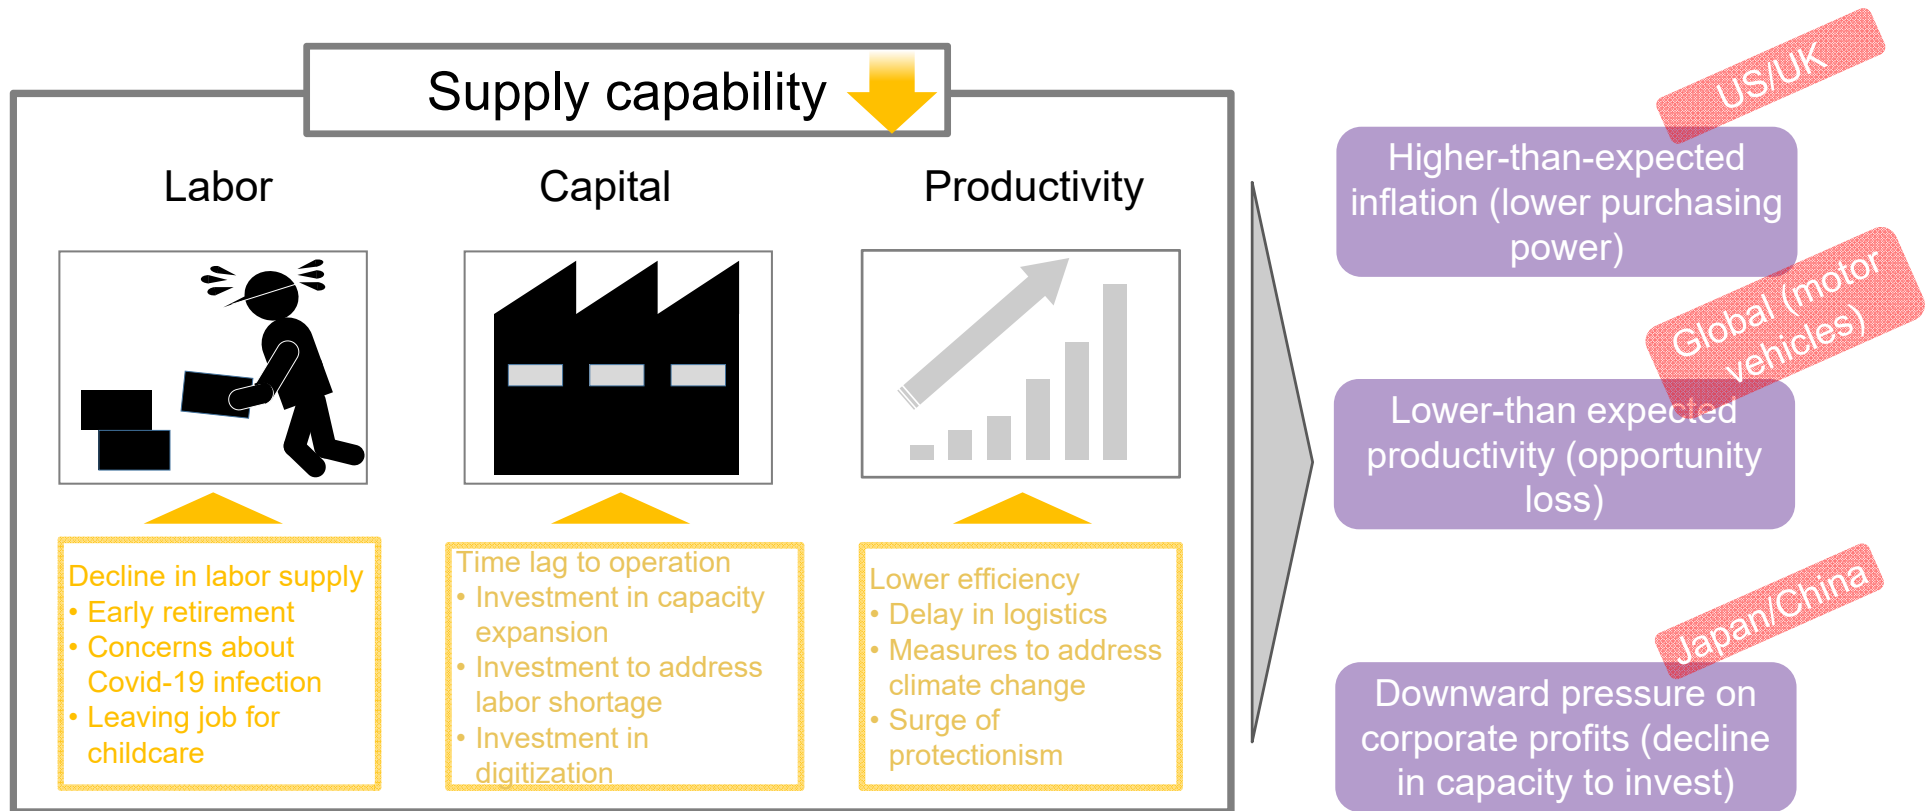 Supply capability
Labor
Capital
Productivity
Decline in labor supply
• Early retirement
• Concerns about
Covid-19 infection
• Leaving job for
childcare
Time lag to operation
• Investment in capacity
expansion
• Investment to address
labor shortage
• Investment in
digitization
Lower efficiency
• Delay in logistics
• Measures to address
climate change
• Surge of
protectionism
US/UK
Higher-than-expected
inflation (lower purchasing
power)
Global (motor
vehicles)
Lower-than expected
productivity (opportunity
loss)
Japan/China
Downward pressure on
corporate profits (decline
in capacity to invest)